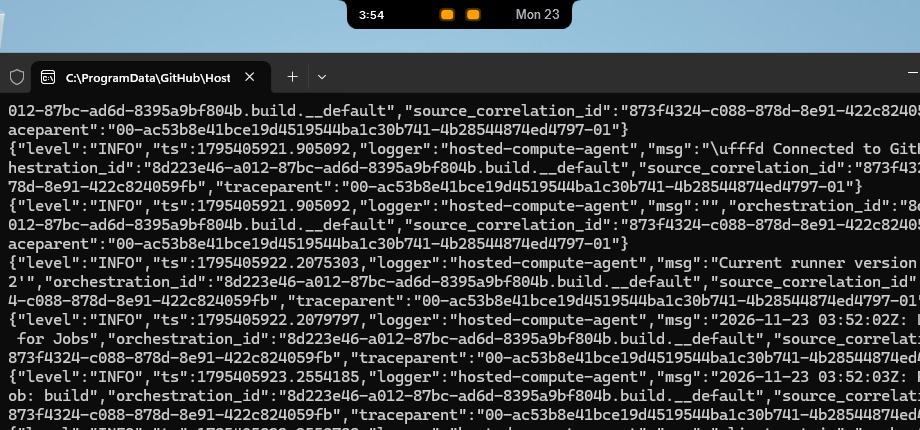 3:54 Mon 23
C:\ProgramData\GitHub\Host
012-87bc-ad6d-8395a9bf804b.build.__default","source_correlation_id":"873f4324-c088-878d-8e91-422c82405
aceparent":"00-ac53b8e41bce19d4519544ba1c30b741-4b28544874ed4797-01"}
{"level":"INFO","ts":1795405921.905092,"logger":"hosted-compute-agent","msg":"\ufffd Connected to GitH
hestration_id":"8d223e46-a012-87bc-ad6d-8395a9bf804b.build.__default","source_correlation_id":"873f43
78d-8e91-422c824059fb","traceparent":"00-ac53b8e41bce19d4519544ba1c30b741-4b28544874ed4797-01"}
{"level":"INFO","ts":1795405921.905092,"logger":"hosted-compute-agent","msg":"","orchestration_id":"8d
012-87bc-ad6d-8395a9bf804b.build.__default","source_correlation_id":"873f4324-c088-878d-8e91-422c82405
aceparent":"00-ac53b8e41bce19d4519544ba1c30b741-4b28544874ed4797-01"}
{"level":"INFO","ts":1795405922.2075303,"logger":"hosted-compute-agent","msg":"Current runner version
2'","orchestration_id":"8d223e46-a012-87bc-ad6d-8395a9bf804b.build.__default","source_correlation_id"
4-c088-878d-8e91-422c824059fb","traceparent":"00-ac53b8e41bce19d4519544ba1c30b741-4b28544874ed4797-01"
{"level":"INFO","ts":1795405922.2079797,"logger":"hosted-compute-agent","msg":"2026-11-23 03:52:02Z:
for Jobs","orchestration_id":"8d223e46-a012-87bc-ad6d-8395a9bf804b.build.__default","source_correlati
873f4324-c088-878d-8e91-422c824059fb","traceparent":"00-ac53b8e41bce19d4519544ba1c30b741-4b28544874ed4
{"level":"INFO","ts":1795405923.2554185,"logger":"hosted-compute-agent","msg":"2026-11-23 03:52:03Z:
ob: build","orchestration_id":"8d223e46-a012-87bc-ad6d-8395a9bf804b.build.__default","source_correlat
873f4324-c088-878d-8e91-422c824059fb","traceparent":"00-ac53b8e41bce19d4519544ba1c30b741-4b28544874ed4